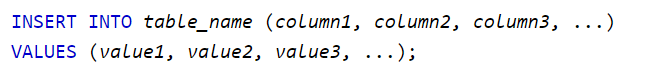 INSERT INTO table_name (column1, column2, column3, ...)
VALUES (value1, value2, value3, ...);